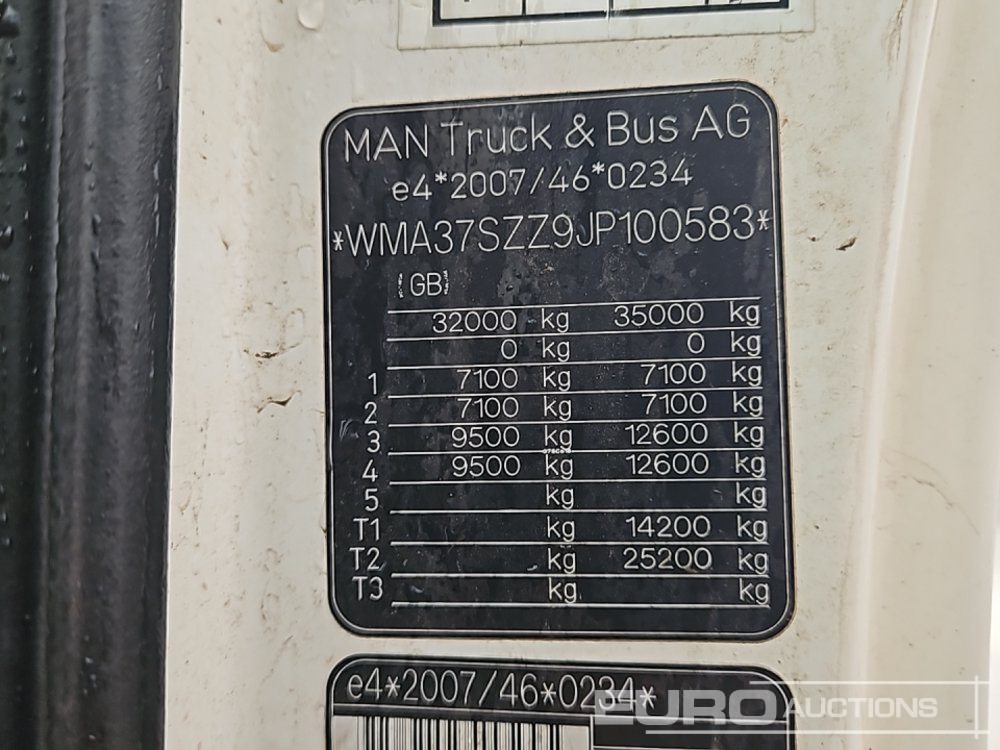 MAN Truck & Bus AG
e4*2007/46*0234
*WMA37SZZ9JP100583*
GB
32000 kg 35000 kg
0 kg 0 kg
1 7100 kg 7100 kg
2 7100 kg 7100 kg
3 9500 kg 12600 kg
4 9500 kg 12600 kg
5 kg kg
T1 kg 14200 kg
T2 kg 25200 kg
T3 kg kg
e4*2007/46*0234*
EURO AUCTIONS